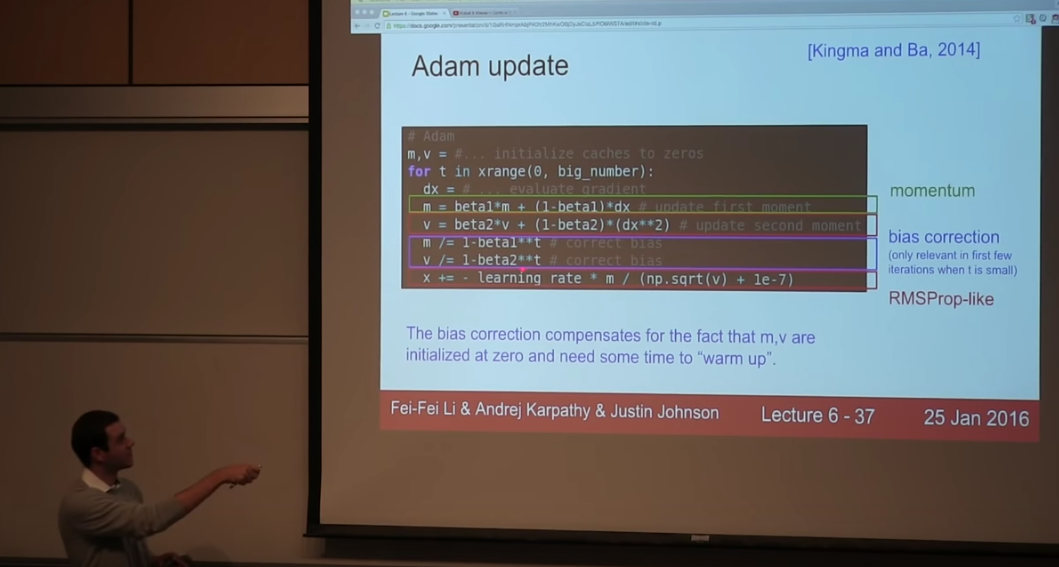 Adam update
[Kingma and Ba, 2014]
# Adam
m,v = #... initialize caches to zeros
for t in xrange(0, big_number):
dx = # ... evaluate gradient
m = beta1*m + (1-beta1)*dx # update first moment
v = beta2*v + (1-beta2)*(dx**2) # update second moment
m /= 1-beta1**t # correct bias
v /= 1-beta2**t # correct bias
x += - learning_rate * m / (np.sqrt(v) + 1e-7)
momentum
bias correction
(only relevant in first few
iterations when t is small)
RMSProp-like
The bias correction compensates for the fact that m,v are
initialized at zero and need some time to “warm up”.
Fei-Fei Li & Andrej Karpathy & Justin Johnson
Lecture 6 - 37
25 Jan 2016